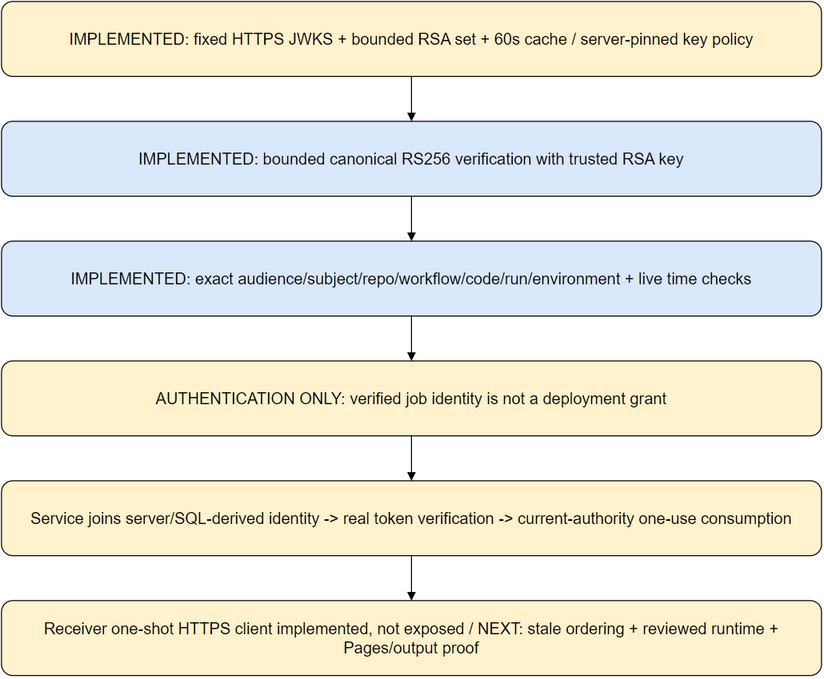 IMPLEMENTED: fixed HTTPS JWKS + bounded RSA set + 60s cache / server-pinned key policy
IMPLEMENTED: bounded canonical RS256 verification with trusted RSA key
IMPLEMENTED: exact audience/subject/repo/workflow/code/run/environment + live time checks
AUTHENTICATION ONLY: verified job identity is not a deployment grant
Service joins server/SQL-derived identity -> real token verification -> current-authority one-use consumption
Receiver one-shot HTTPS client implemented, not exposed / NEXT: stale ordering + reviewed runtime +
Pages/output proof